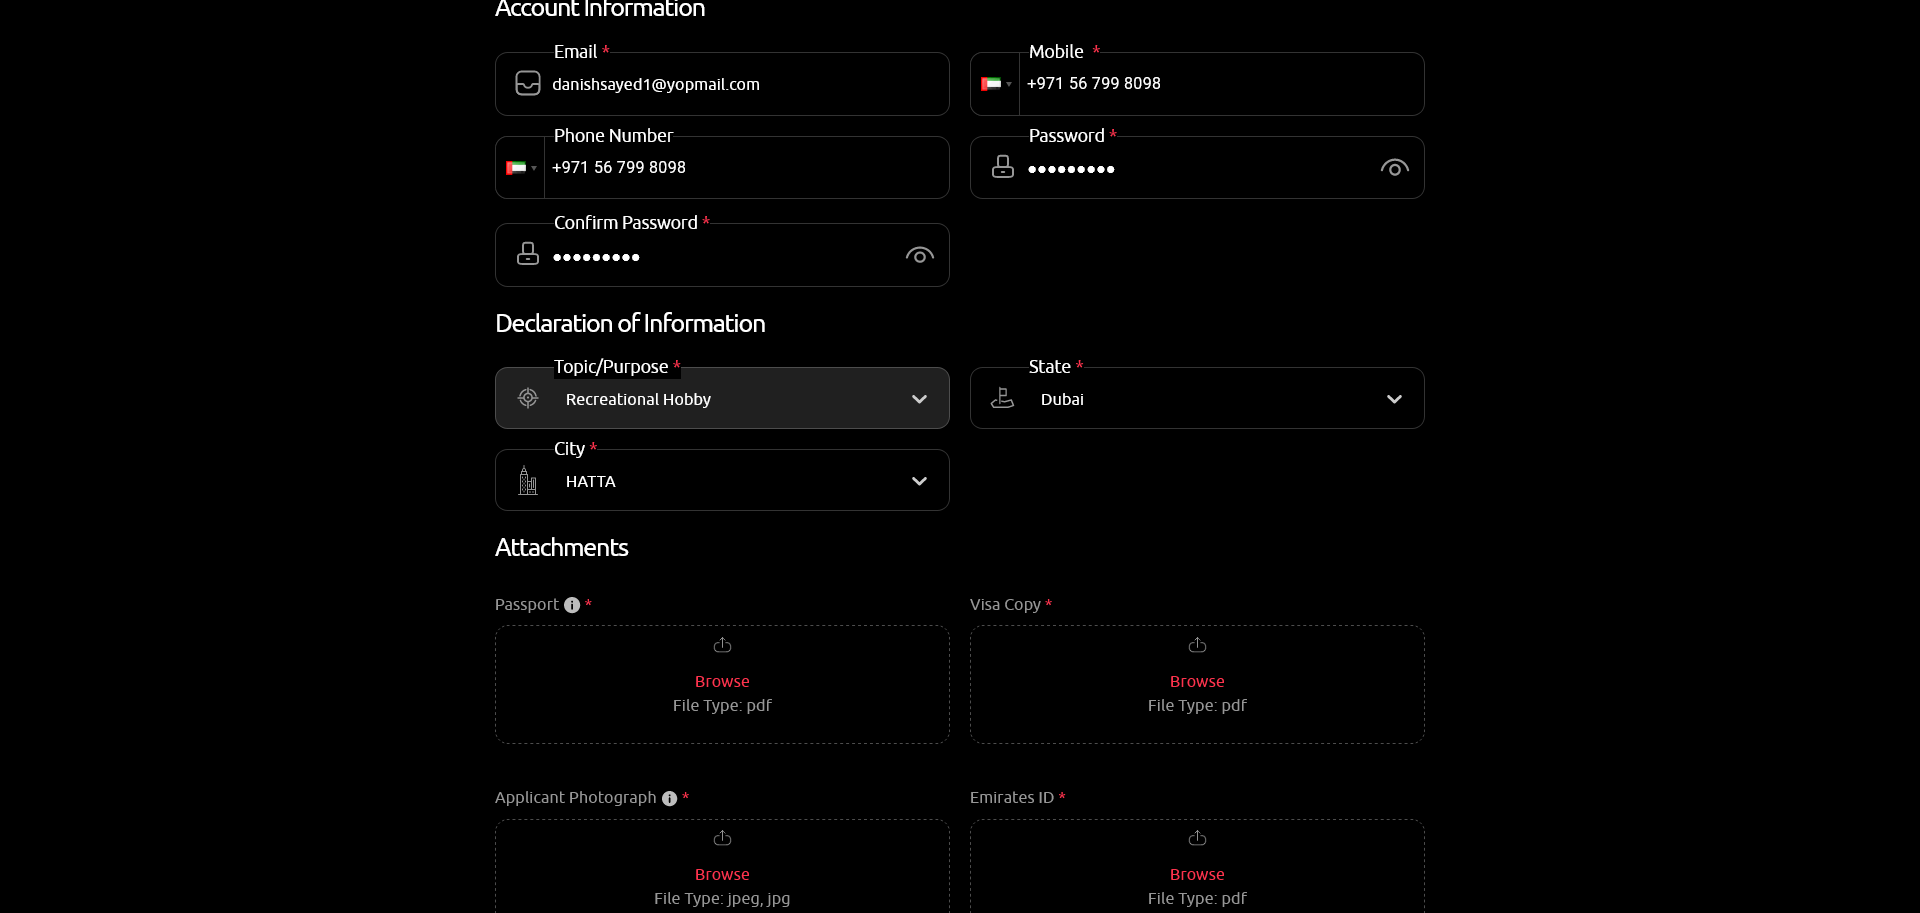 Account Information
Email *
Mobile *
danishsayed1@yopmail.com
+971 56 799 8098
Phone Number
Password *
+971 56 799 8098
•••••••••
Confirm Password *
•••••••••
Declaration of Information
Topic/Purpose *
State *
Recreational Hobby
Dubai
City *
HATTA
Attachments
Passport i *
Visa Copy *
Browse
Browse
File Type: pdf
File Type: pdf
Applicant Photograph i *
Emirates ID *
Browse
Browse
File Type: jpeg, jpg
File Type: pdf